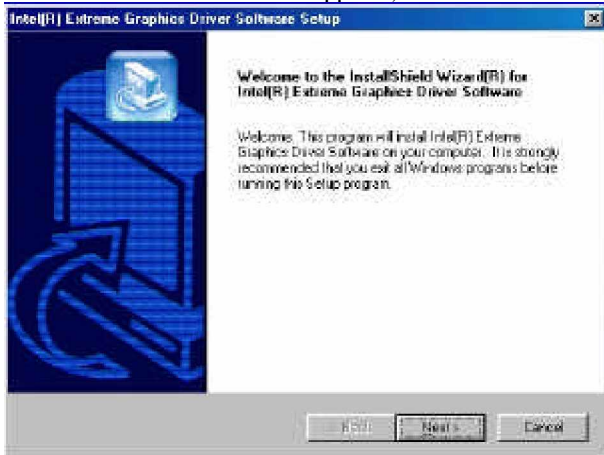 Intel(R) Extreme Graphics Driver Software Setup
Welcome to the InstallShield Wizard(R) for
Intel(R) Extreme Graphics Driver Software
Welcome. This program will install Intel(R) Extreme
Graphics Driver Software on your computer. It is strongly
recommended that you exit all Windows programs before
running this Setup program.
Next >
Cancel